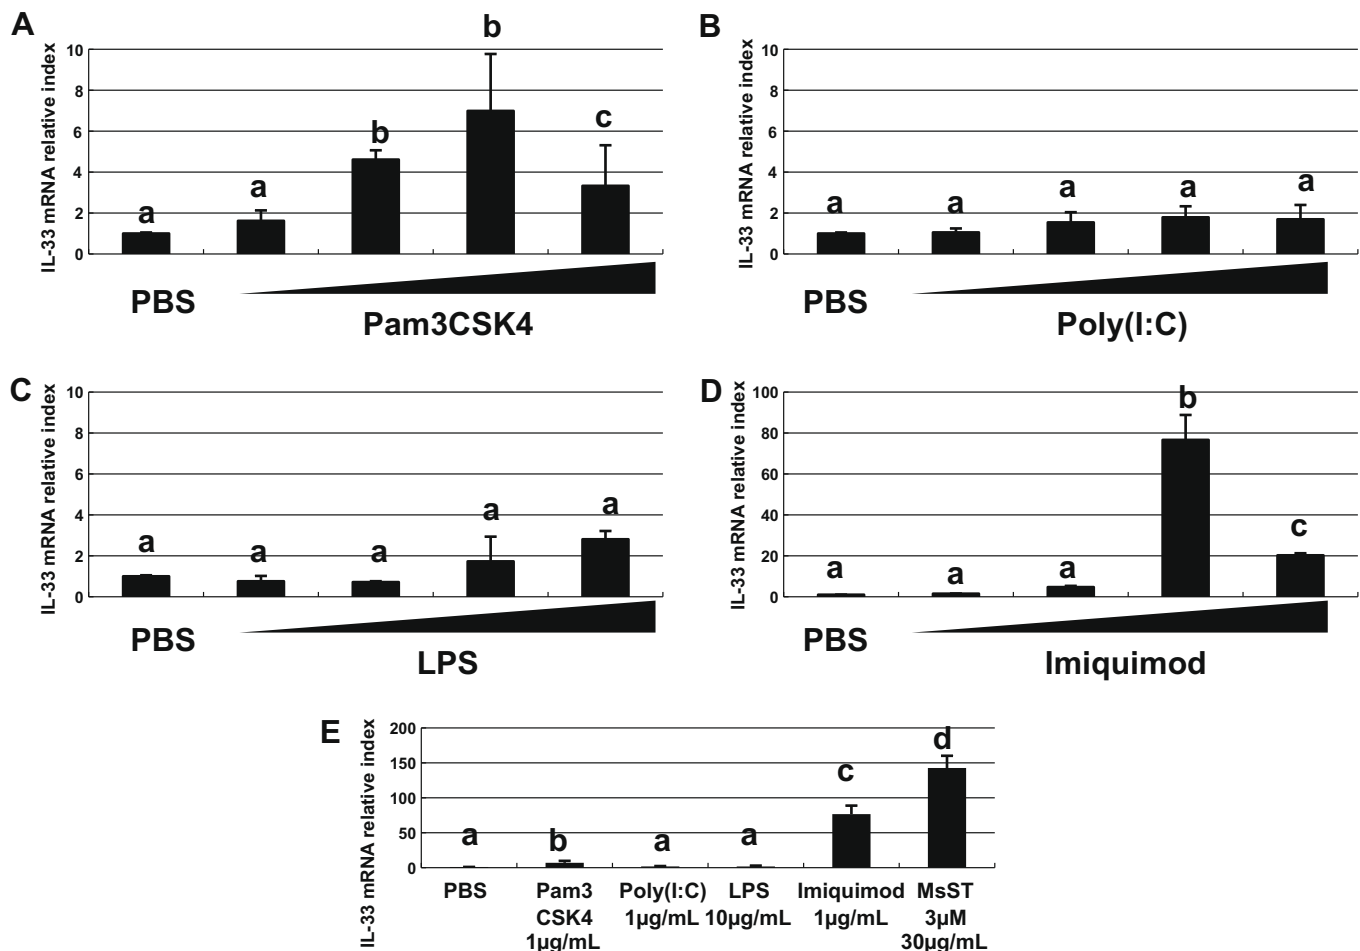 A
IL-33 mRNA relative index
10
8
6
4
2
0
a
a
b
b
c
PBS
Pam3CSK4
B
IL-33 mRNA relative index
10
8
6
4
2
0
a
a
a
a
a
PBS
Poly(I:C)
C
IL-33 mRNA relative index
10
8
6
4
2
0
a
a
a
a
a
PBS
LPS
D
IL-33 mRNA relative index
100
80
60
40
20
0
a
a
a
b
c
PBS
Imiquimod
E
IL-33 mRNA relative index
200
150
100
50
0
a
b
a
a
c
d
PBS
Pam3
CSK4
1µg/mL
Poly(I:C)
1µg/mL
LPS
10µg/mL
Imiquimod
1µg/mL
MsST
3µM
30µg/mL